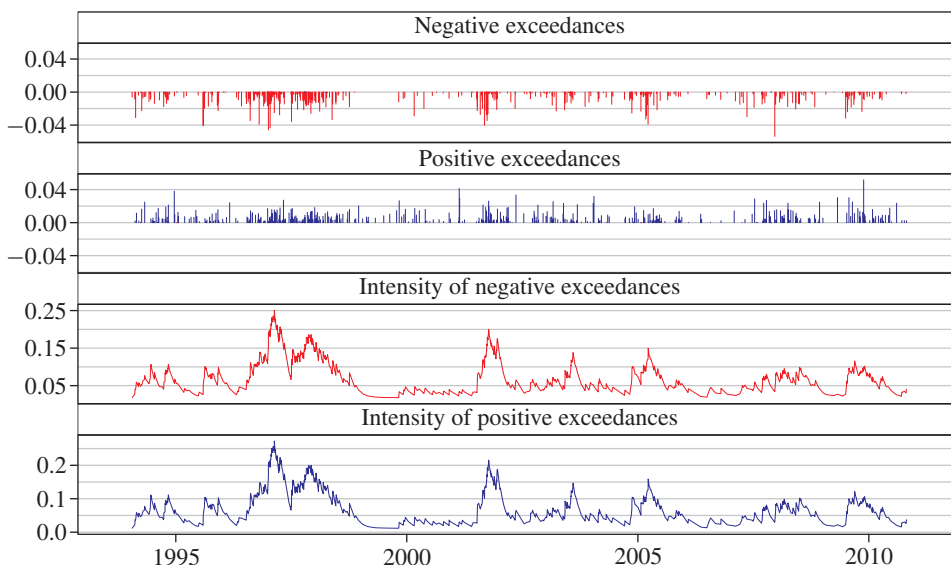 Negative exceedances
0.04
0.00
−0.04
Positive exceedances
0.04
0.00
−0.04
Intensity of negative exceedances
0.25
0.15
0.05
Intensity of positive exceedances
0.2
0.1
0.0
1995 2000 2005 2010